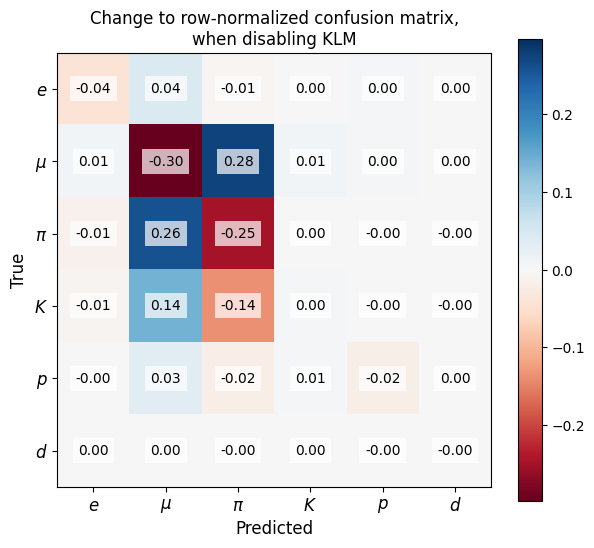 Change to row-normalized confusion matrix,
when disabling KLM
e -0.04 0.04 -0.01 0.00 0.00 0.00
μ 0.01 -0.30 0.28 0.01 0.00 0.00
π -0.01 0.26 -0.25 0.00 -0.00 -0.00
K -0.01 0.14 -0.14 0.00 -0.00 -0.00
p -0.00 0.03 -0.02 0.01 -0.02 0.00
d 0.00 0.00 -0.00 0.00 -0.00 -0.00
e μ π K p d
Predicted
True
0.2
0.1
0.0
−0.1
−0.2